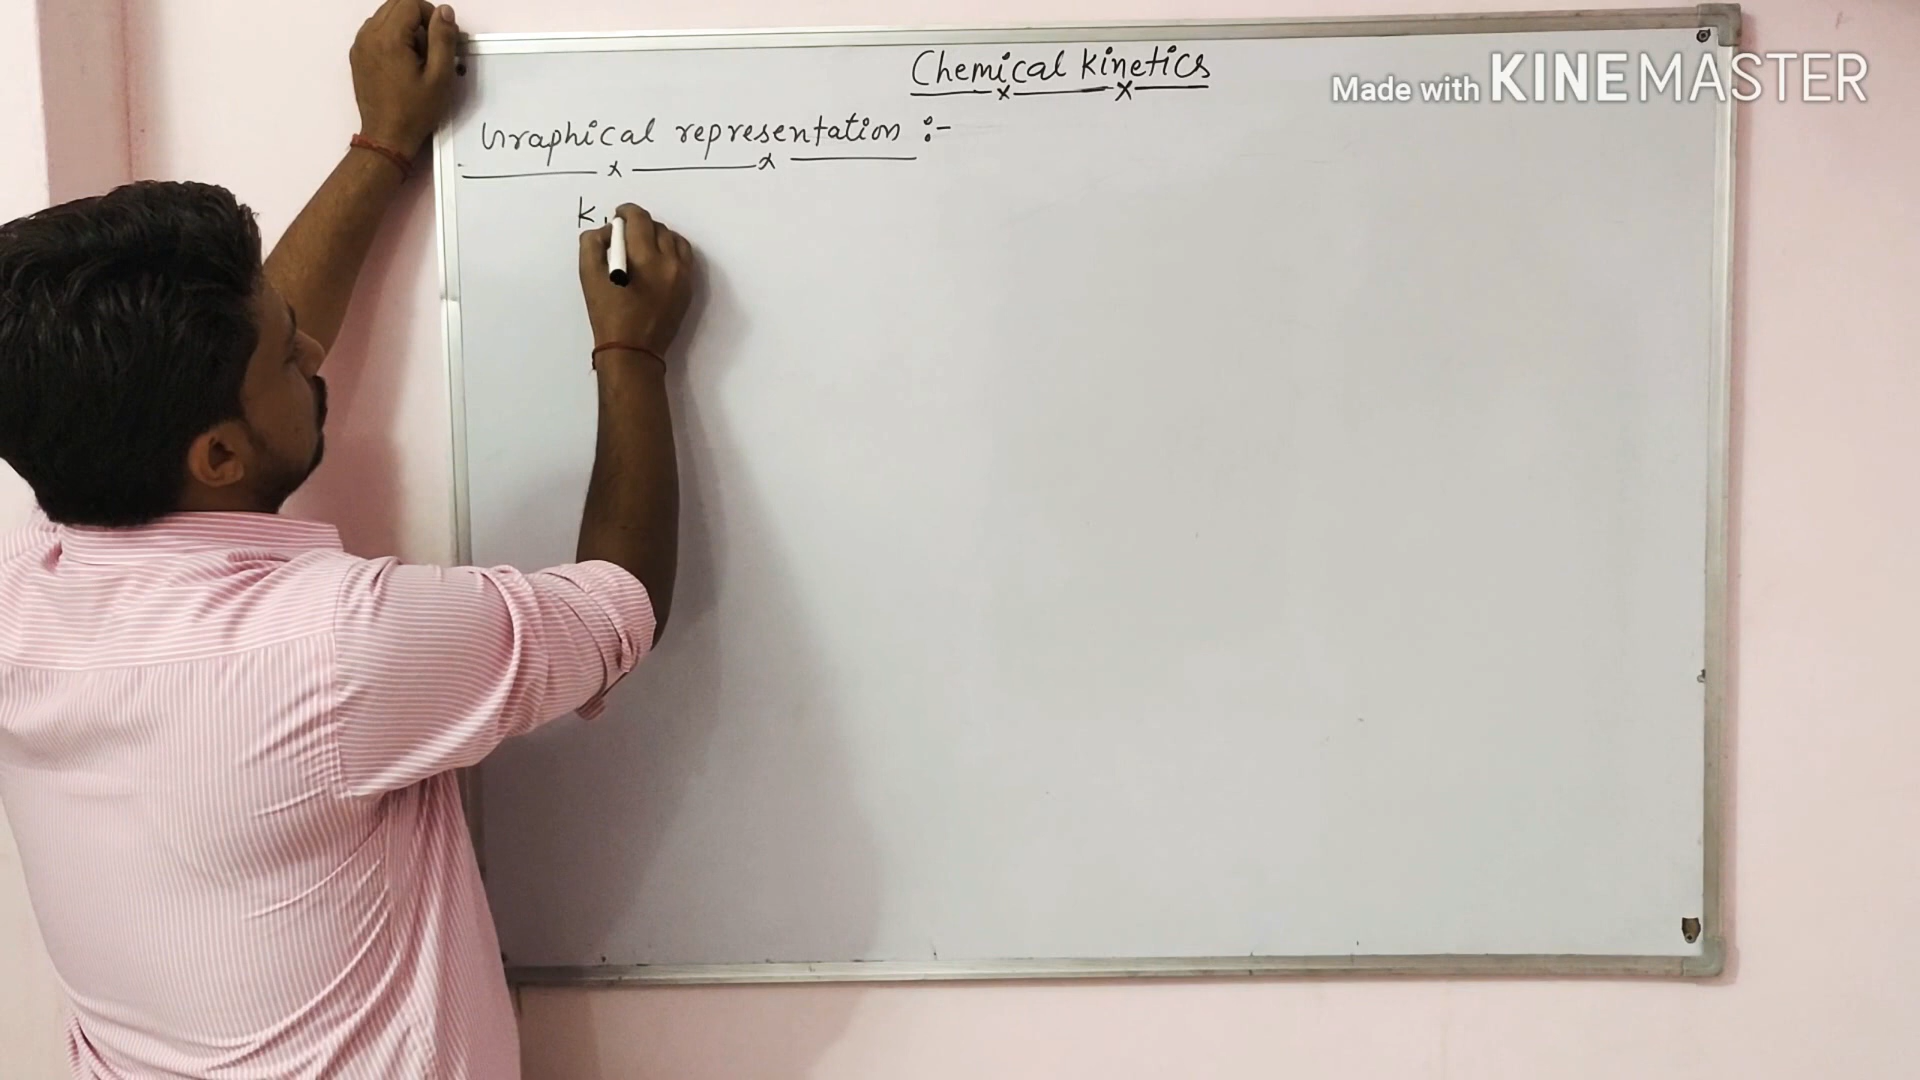 Chemical kinetics
Made with KINEMASTER
Graphical representation :-
K